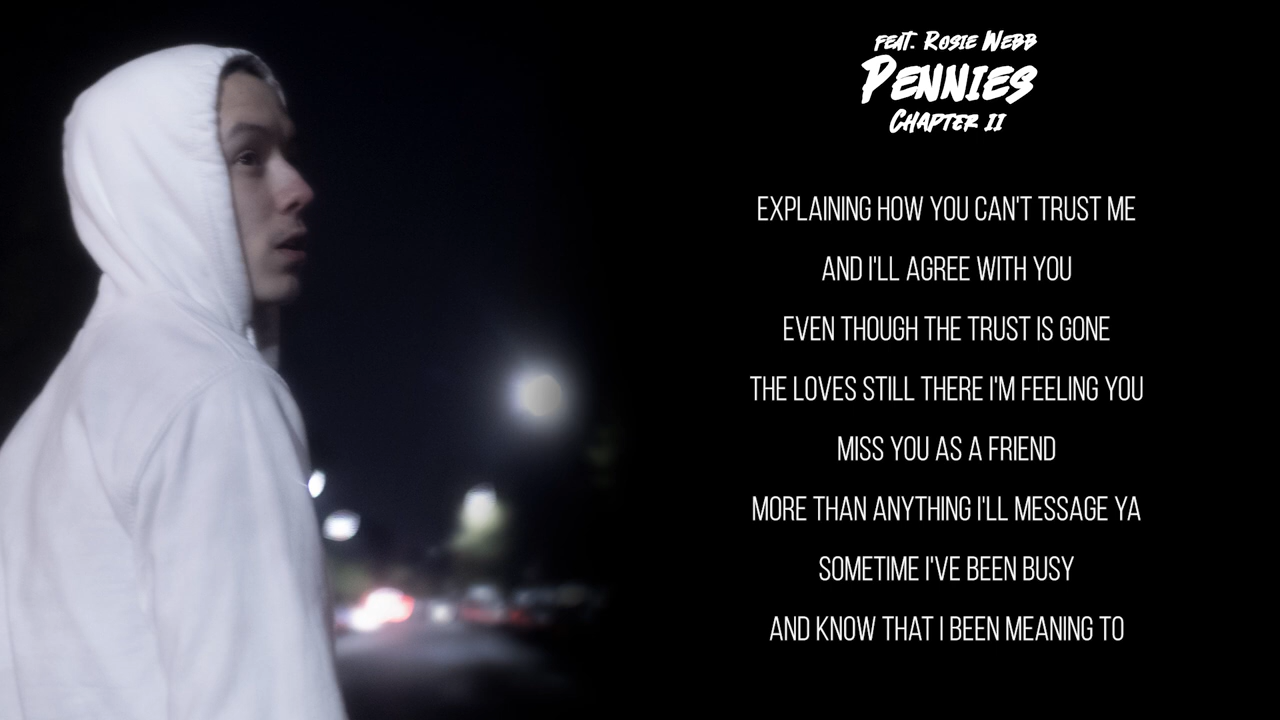 FEAT. ROSIE WEBB
PENNIES
CHAPTER II
EXPLAINING HOW YOU CAN'T TRUST ME
AND I'LL AGREE WITH YOU
EVEN THOUGH THE TRUST IS GONE
THE LOVES STILL THERE I'M FEELING YOU
MISS YOU AS A FRIEND
MORE THAN ANYTHING I'LL MESSAGE YA
SOMETIME I'VE BEEN BUSY
AND KNOW THAT I BEEN MEANING TO